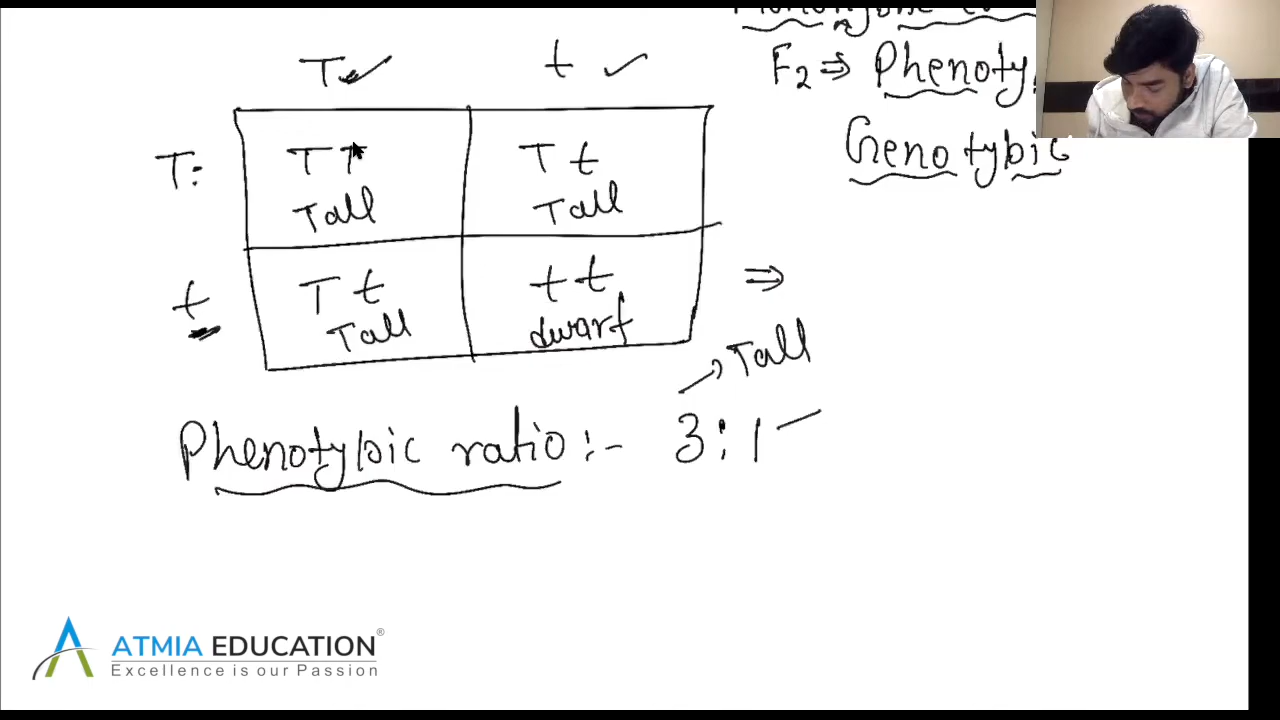 F2 ⇒ Phenoty
Genotypic
T t
T: TT Tt
Tall Tall
t Tt tt ⇒
Tall dwarf
Tall
Phenotypic ratio :- 3:1
ATMIA EDUCATION®
Excellence is our Passion